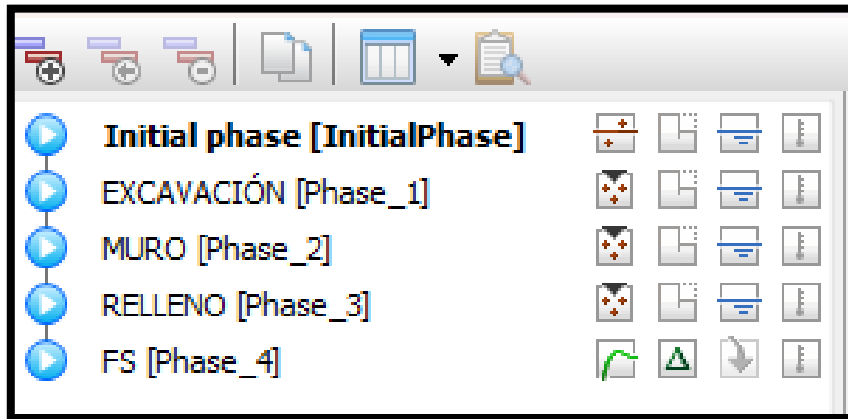 Initial phase [InitialPhase]
EXCAVACIÓN [Phase_1]
MURO [Phase_2]
RELLENO [Phase_3]
FS [Phase_4]